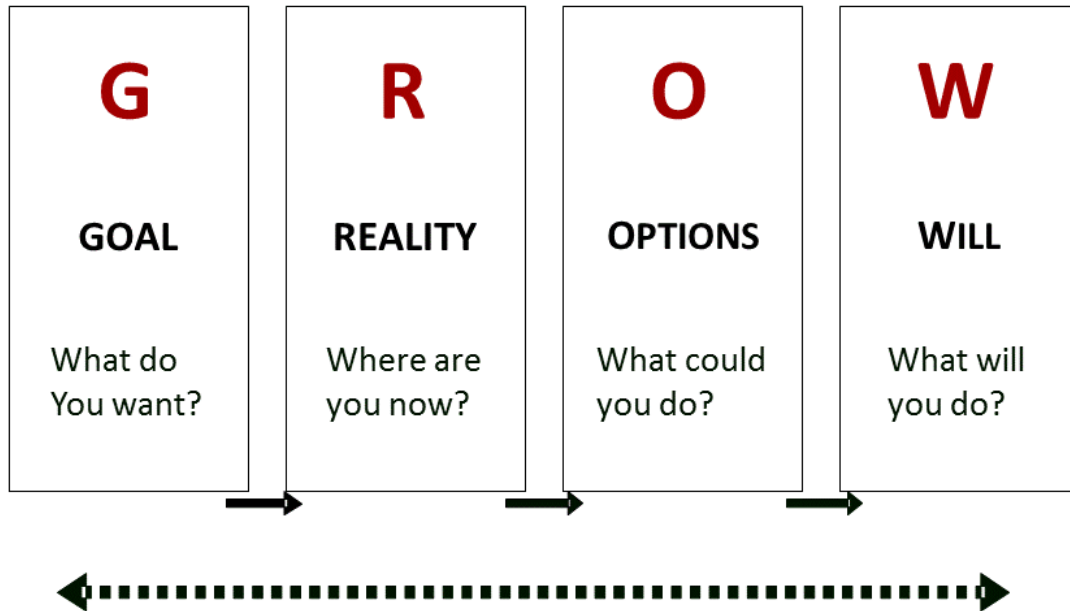 G
R
O
W
GOAL
REALITY
OPTIONS
WILL
What do
You want?
Where are
you now?
What could
you do?
What will
you do?